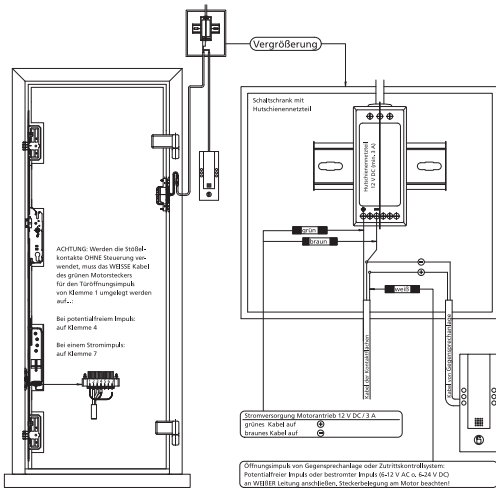 Vergrößerung
Schaltschrank mit
Hutschienennetzteil
Hutschienennetzteil
12 V DC (min. 3 A)
grün
braun
weiß
ACHTUNG: Werden die Stößel-
kontakte OHNE Steuerung ver-
wendet, muss das WEISSE Kabel
des grünen Motorsteckers
für den Türöffnungsimpuls
von Klemme 1 umgelegt werden
auf...:
Bei potentialfreiem Impuls:
auf Klemme 4
Bei einem Stromimpuls:
auf Klemme 7
Kabel der Kontaktflächen
Kabel von Gegensprechanlage
Stromversorgung Motorantrieb 12 V DC / 3 A
grünes Kabel auf ⊕
braunes Kabel auf ⊖
Öffnungsimpuls von Gegensprechanlage oder Zutrittskontrollsystem:
Potentialfreier Impuls oder bestromter Impuls (6-12 V AC o. 6-24 V DC)
an WEIßER Leitung anschließen, Steckerbelegung am Motor beachten!